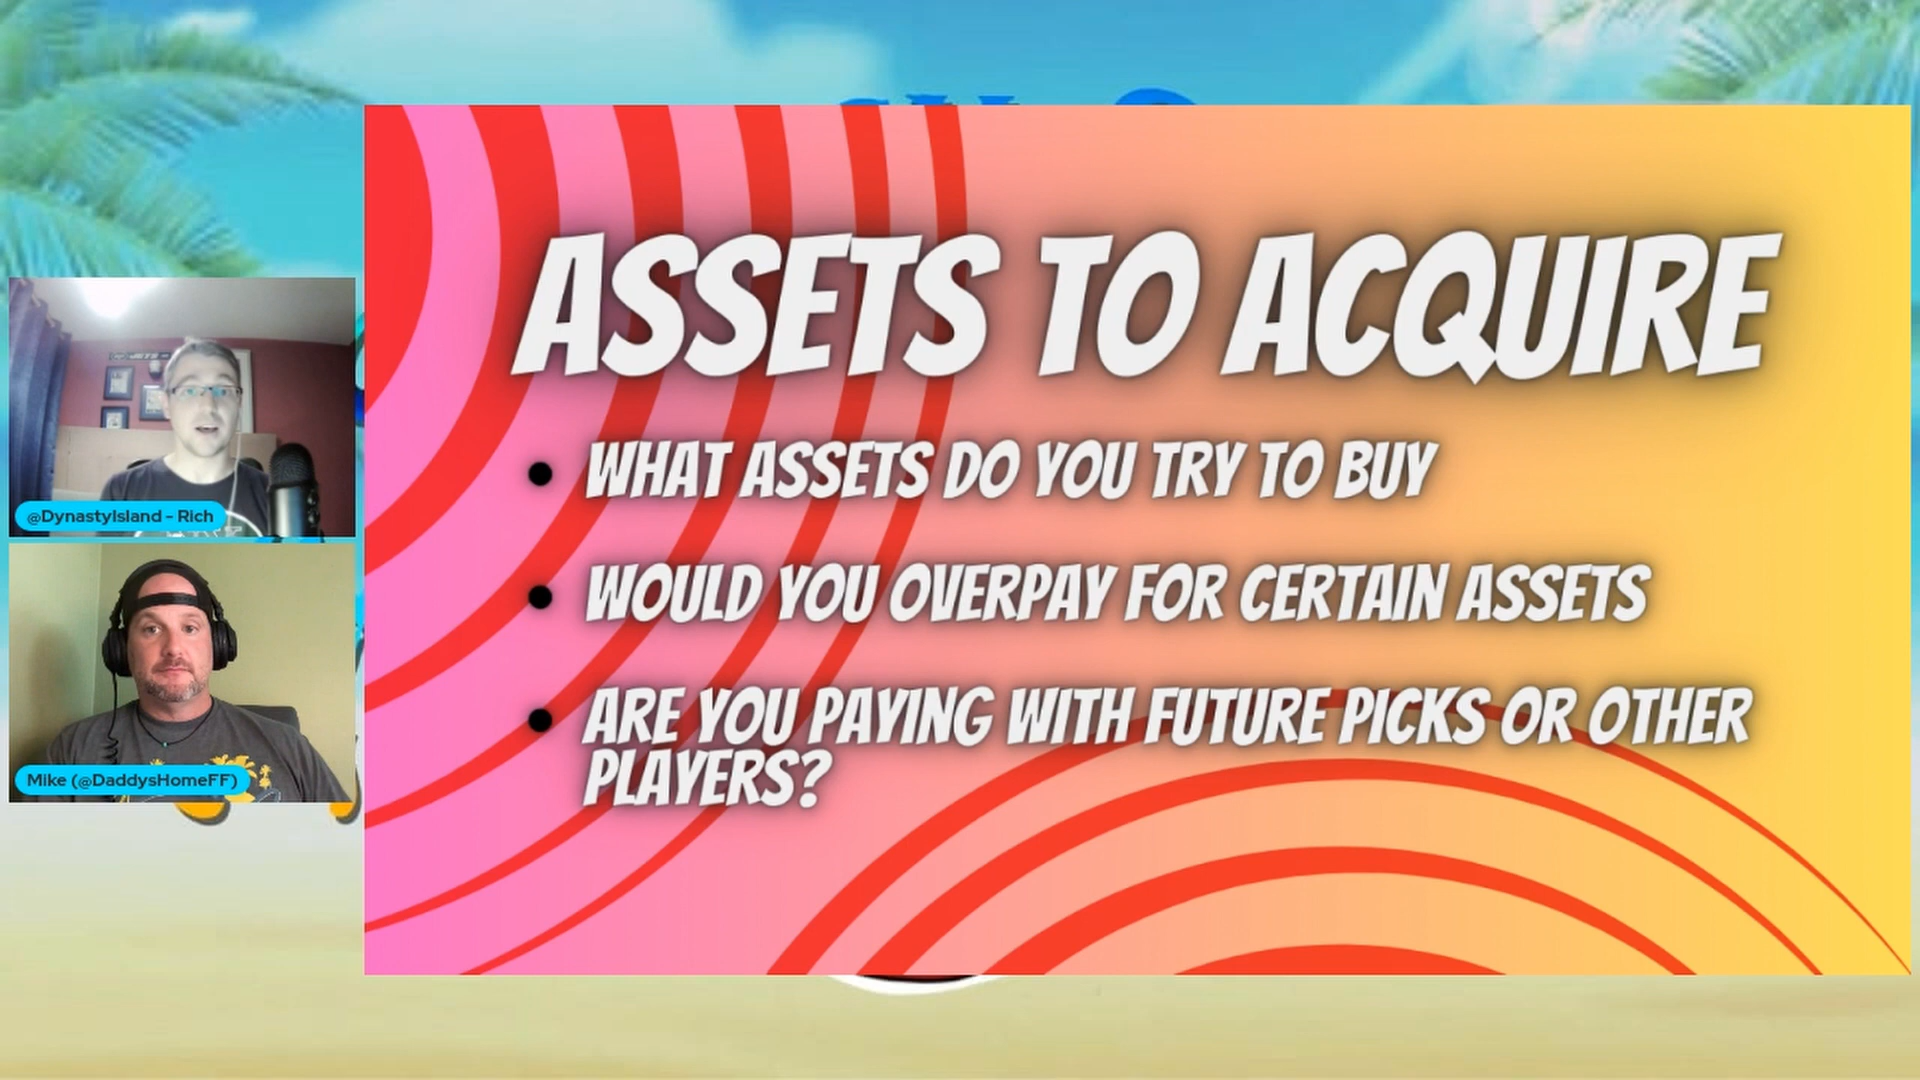 ASSETS TO ACQUIRE
• WHAT ASSETS DO YOU TRY TO BUY
• WOULD YOU OVERPAY FOR CERTAIN ASSETS
• ARE YOU PAYING WITH FUTURE PICKS OR OTHER
PLAYERS?
@DynastyIsland - Rich
Mike (@DaddysHomeFF)